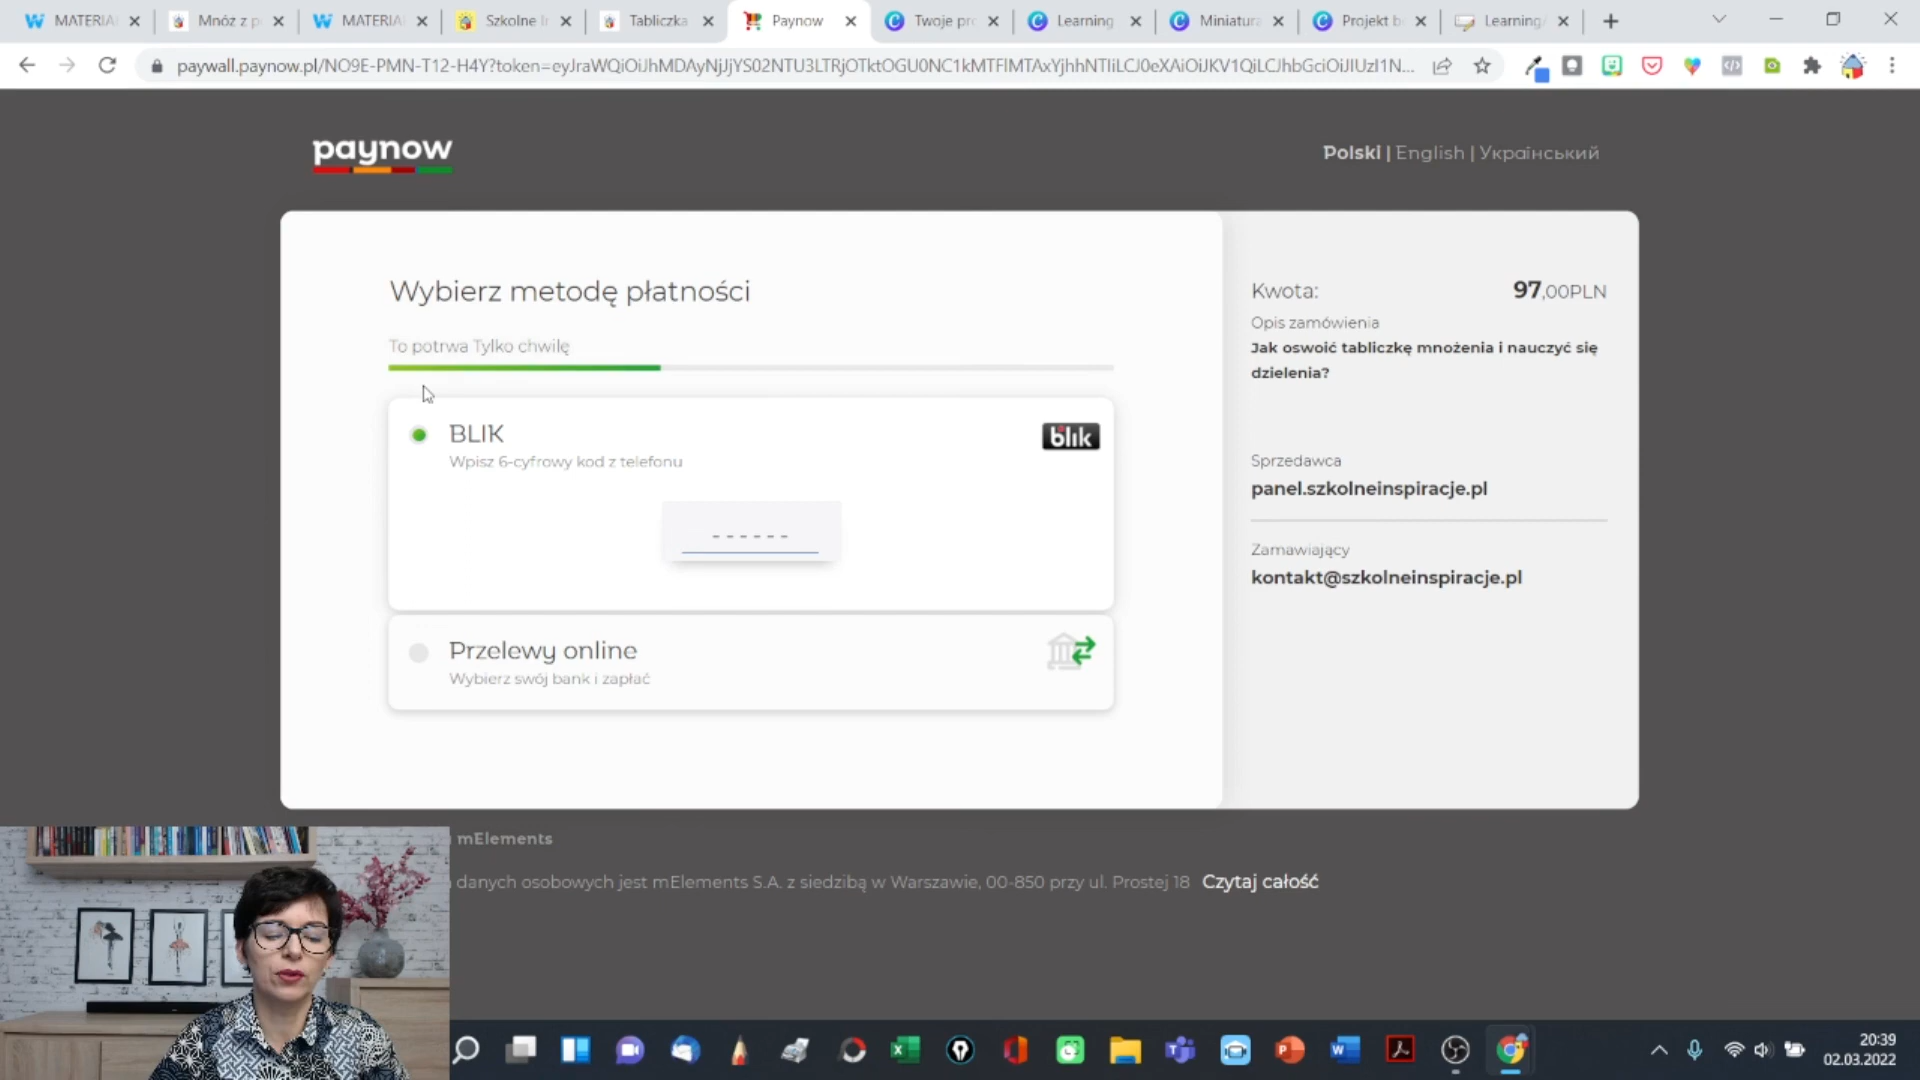 MATERIA
Mnóż z p
MATERIA
Szkolne I
Tabliczka
Paynow
Twoje pr
Learning
Miniatura
Projekt b
Learning
paywall.paynow.pl/NO9E-PMN-T12-H4Y?token=
paynow
Polski | English | Український
Wybierz metodę płatności
To potrwa Tylko chwilę
BLIK
blik
Wpisz 6-cyfrowy kod z telefonu
------
Przelewy online
Wybierz swój bank i zapłać
Kwota: 97,00PLN
Opis zamówienia
Jak oswoić tabliczkę mnożenia i nauczyć się
dzielenia?
Sprzedawca
panel.szkolneinspiracje.pl
Zamawiający
kontakt@szkolneinspiracje.pl
mElements
danych osobowych jest mElements S.A. z siedzibą w Warszawie, 00-850 przy ul. Prostej 18 Czytaj całość
20:39
02.03.2022